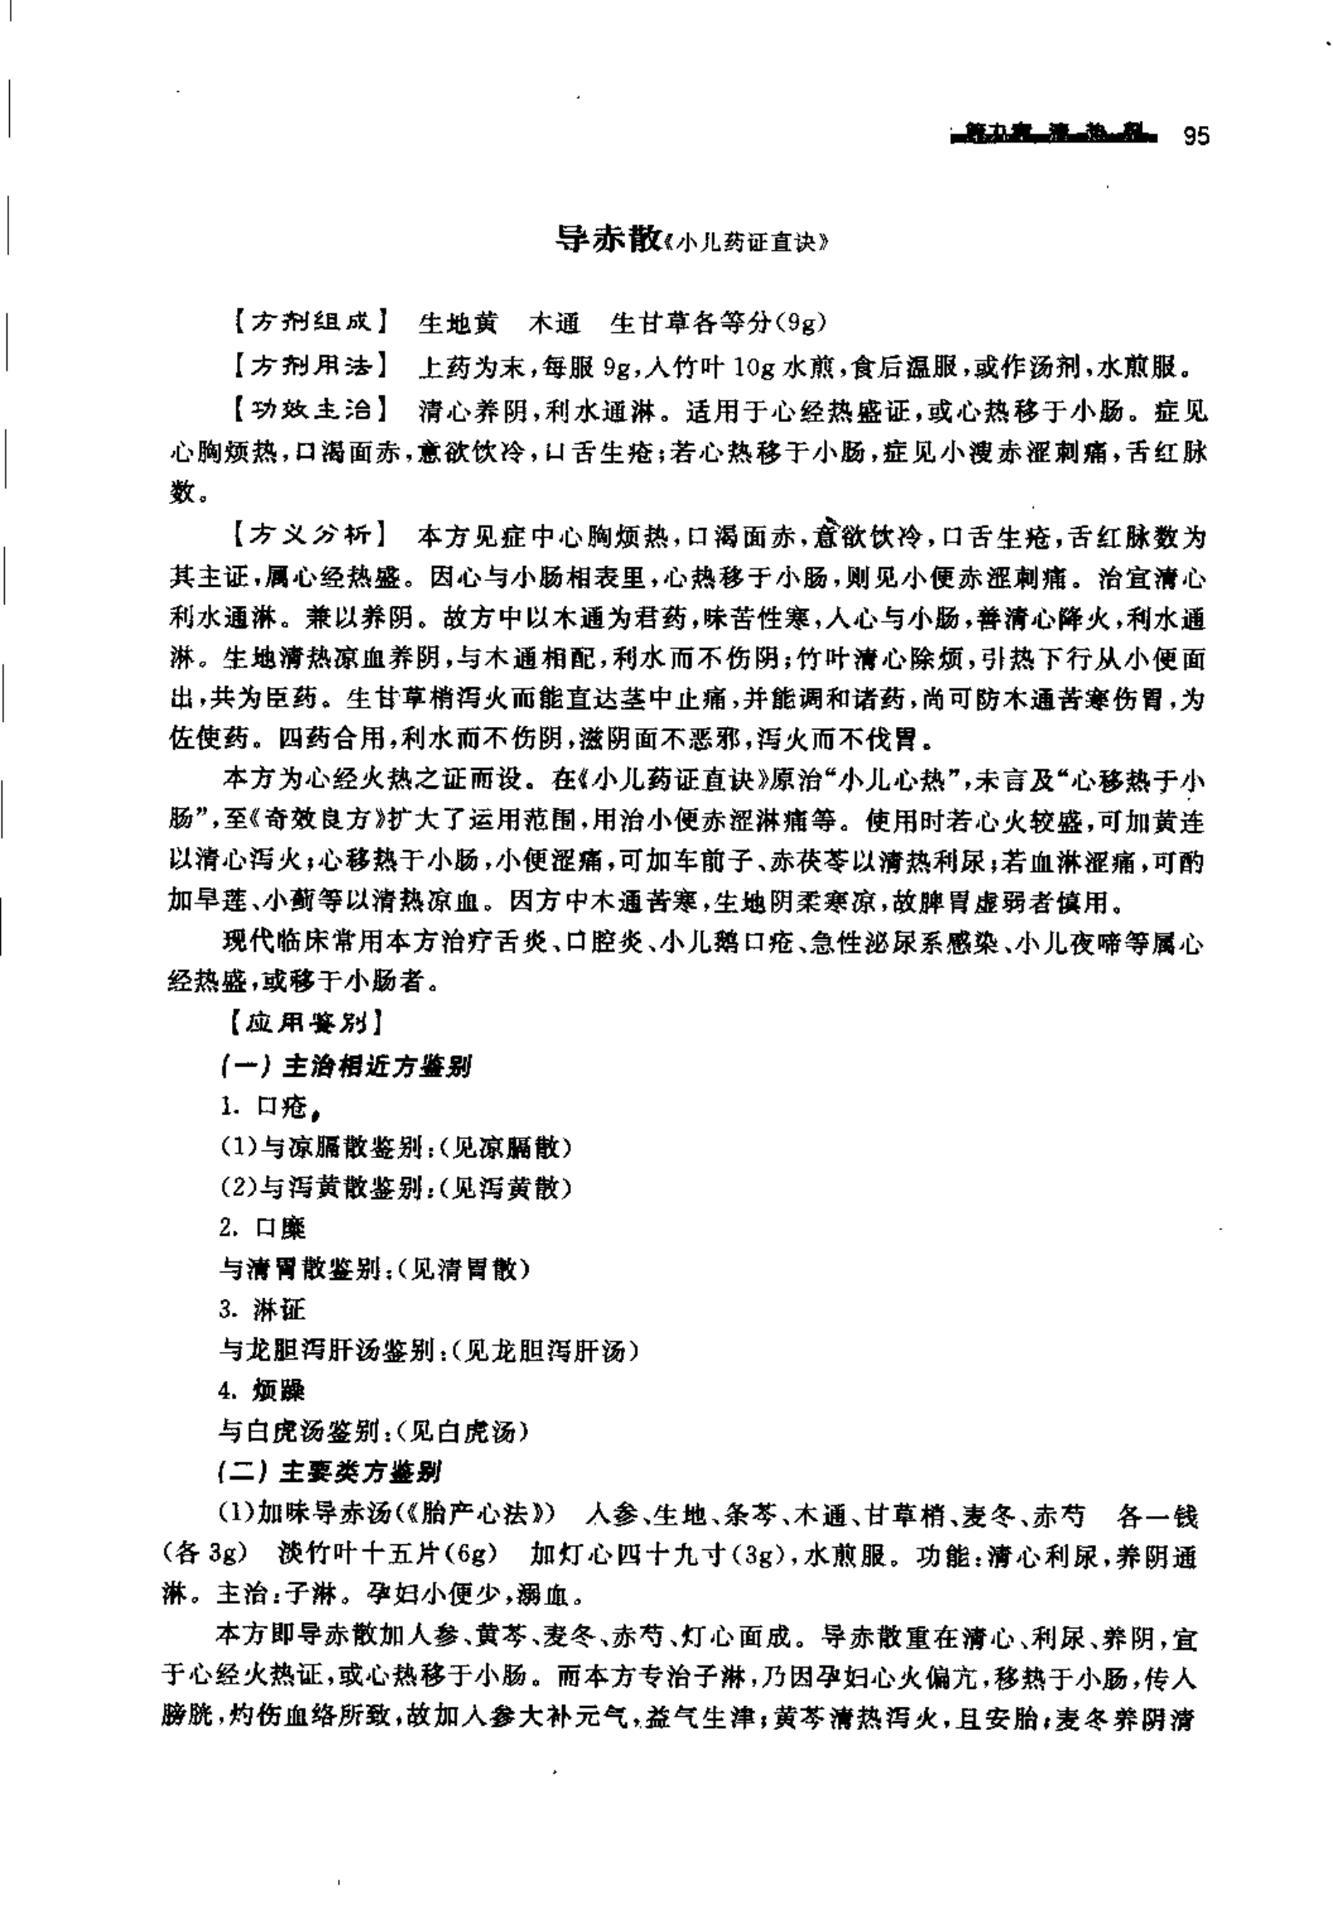 第九章 清热剂 95
导赤散《小儿药证直诀》
【方剂组成】 生地黄 木通 生甘草各等分(9g)
【方剂用法】 上药为末,每服9g,入竹叶10g水煎,食后温服,或作汤剂,水煎服。
【功效主治】 清心养阴,利水通淋。适用于心经热盛证,或心热移于小肠。症见
心胸烦热,口渴面赤,意欲饮冷,口舌生疮;若心热移于小肠,症见小溲赤涩刺痛,舌红脉
数。
【方义分析】 本方见症中心胸烦热,口渴面赤,意欲饮冷,口舌生疮,舌红脉数为
其主证,属心经热盛。因心与小肠相表里,心热移于小肠,则见小便赤涩刺痛。治宜清心
利水通淋。兼以养阴。故方中以木通为君药,味苦性寒,入心与小肠,善清心降火,利水通
淋。生地清热凉血养阴,与木通相配,利水而不伤阴;竹叶清心除烦,引热下行从小便面
出,共为臣药。生甘草梢泻火而能直达茎中止痛,并能调和诸药,尚可防木通苦寒伤胃,为
佐使药。四药合用,利水而不伤阴,滋阴面不恶邪,泻火而不伐胃。
本方为心经火热之证而设。在《小儿药证直诀》原治“小儿心热”,未言及“心移热于小
肠”,至《奇效良方》扩大了运用范围,用治小便赤涩淋痛等。使用时若心火较盛,可加黄连
以清心泻火;心移热于小肠,小便涩痛,可加车前子、赤茯苓以清热利尿;若血淋涩痛,可酌
加旱莲、小蓟等以清热凉血。因方中木通苦寒,生地阴柔寒凉,故脾胃虚弱者慎用。
现代临床常用本方治疗舌炎、口腔炎、小儿鹅口疮、急性泌尿系感染、小儿夜啼等属心
经热盛,或移于小肠者。
【应用鉴别】
(一)主治相近方鉴别
1. 口疮
(1)与凉膈散鉴别:(见凉膈散)
(2)与泻黄散鉴别:(见泻黄散)
2. 口糜
与清胃散鉴别:(见清胃散)
3. 淋证
与龙胆泻肝汤鉴别:(见龙胆泻肝汤)
4. 烦躁
与白虎汤鉴别:(见白虎汤)
(二)主要类方鉴别
(1)加味导赤汤(《胎产心法》) 人参、生地、条芩、木通、甘草梢、麦冬、赤芍 各一钱
(各3g) 淡竹叶十五片(6g) 加灯心四十九寸(3g),水煎服。功能:清心利尿,养阴通
淋。主治:子淋。孕妇小便少,溺血。
本方即导赤散加人参、黄芩、麦冬、赤芍、灯心面成。导赤散重在清心、利尿、养阴,宜
于心经火热证,或心热移于小肠。而本方专治子淋,乃因孕妇心火偏亢,移热于小肠,传入
膀胱,灼伤血络所致,故加人参大补元气,益气生津;黄芩清热泻火,且安胎;麦冬养阴清